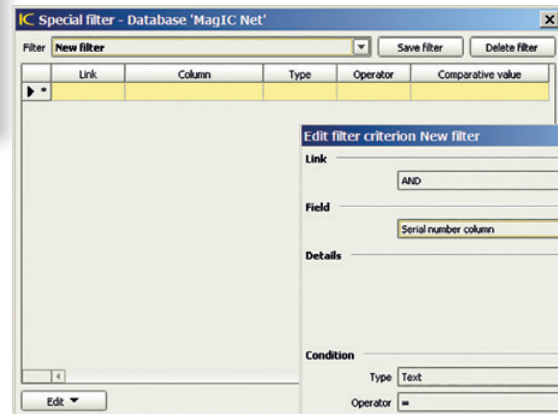 IC Special filter - Database 'MagIC Net'
Filter New filter Save filter Delete filter
Link Column Type Operator Comparative value
*
Edit filter criterion New filter
Link
AND
Field
Serial number column
Details
Condition
Type Text
Operator =
Edit